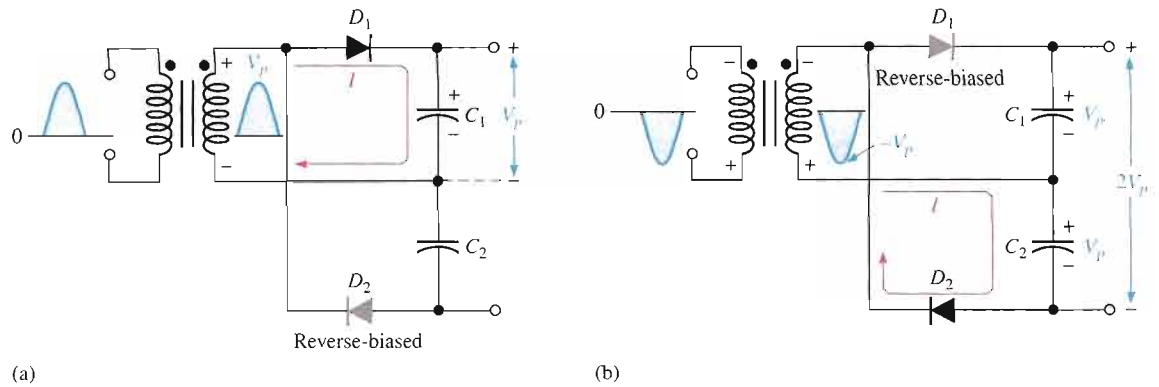 D1
Vp
+
I
+
C1
Vp
−
0
−
−
C2
D2
Reverse-biased
(a)
D1
+
Reverse-biased
−
−
+
0
C1
Vp
−
−Vp
+
+
2Vp
I
+
C2
Vp
−
D2
−
(b)